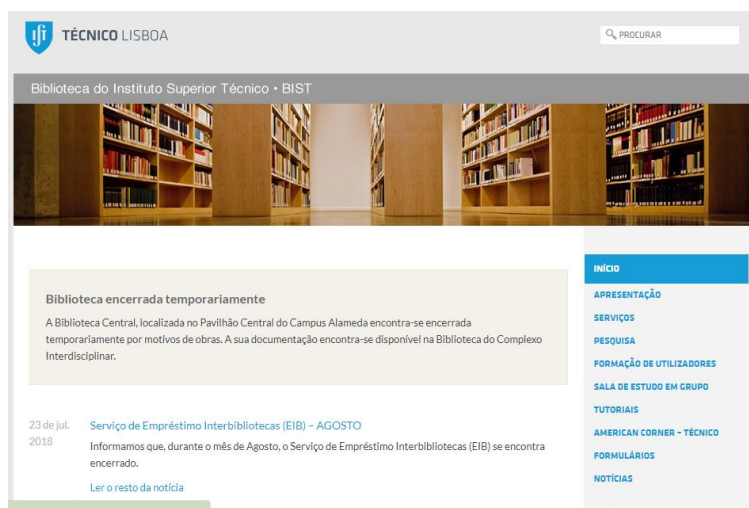 TÉCNICO LISBOA
PROCURAR
Biblioteca do Instituto Superior Técnico • BIST
Biblioteca encerrada temporariamente
A Biblioteca Central, localizada no Pavilhão Central do Campus Alameda encontra-se encerrada
temporariamente por motivos de obras. A sua documentação encontra-se disponível na Biblioteca do Complexo
Interdisciplinar.
23 de jul.
2018
Serviço de Empréstimo Interbibliotecas (EIB) – AGOSTO
Informamos que, durante o mês de Agosto, o Serviço de Empréstimo Interbibliotecas (EIB) se encontra
encerrado.
Ler o resto da notícia
INÍCIO
APRESENTAÇÃO
SERVIÇOS
PESQUISA
FORMAÇÃO DE UTILIZADORES
SALA DE ESTUDO EM GRUPO
TUTORIAIS
AMERICAN CORNER – TÉCNICO
FORMULÁRIOS
NOTÍCIAS